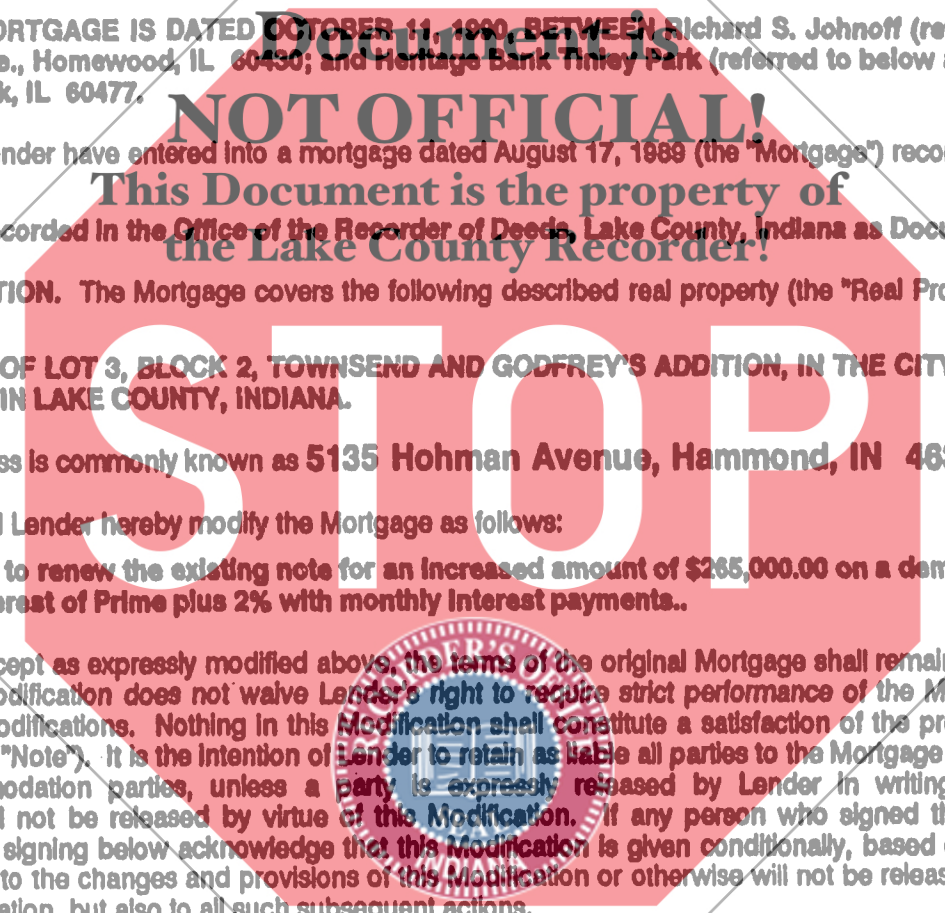 ORTGAGE IS DATED OCTOBER 11, 1990, BETWEEN Richard S. Johnoff (re
Document is
e., Homewood, IL 60430; and Heritage Bank Tinley Park (referred to below a
k, IL 60477.
NOT OFFICIAL!
nder have entered into a mortgage dated August 17, 1989 (the "Mortgage") reco
This Document is the property of
corded in the Office of the Recorder of Deeds, Lake County, Indiana as Docu
the Lake County Recorder!
TION. The Mortgage covers the following described real property (the "Real Pro
STOP
OF LOT 3, BLOCK 2, TOWNSEND AND GODFREY'S ADDITION, IN THE CITY
IN LAKE COUNTY, INDIANA.
ss is commonly known as 5135 Hohman Avenue, Hammond, IN 463
d Lender hereby modify the Mortgage as follows:
to renew the existing note for an increased amount of $265,000.00 on a dem
erest of Prime plus 2% with monthly interest payments..
cept as expressly modified above, the terms of the original Mortgage shall remai
odification does not waive Lender's right to require strict performance of the M
odifications. Nothing in this Modification shall constitute a satisfaction of the pr
"Note"). It is the intention of Lender to retain as liable all parties to the Mortgage
odation parties, unless a party is expressly released by Lender in writing
l not be released by virtue of this Modification. If any person who signed th
signing below acknowledge that this Modification is given conditionally, based
to the changes and provisions of this Modification or otherwise will not be releas
ation, but also to all such subsequent actions.
RECORDER'S OFFICE
INDIANA